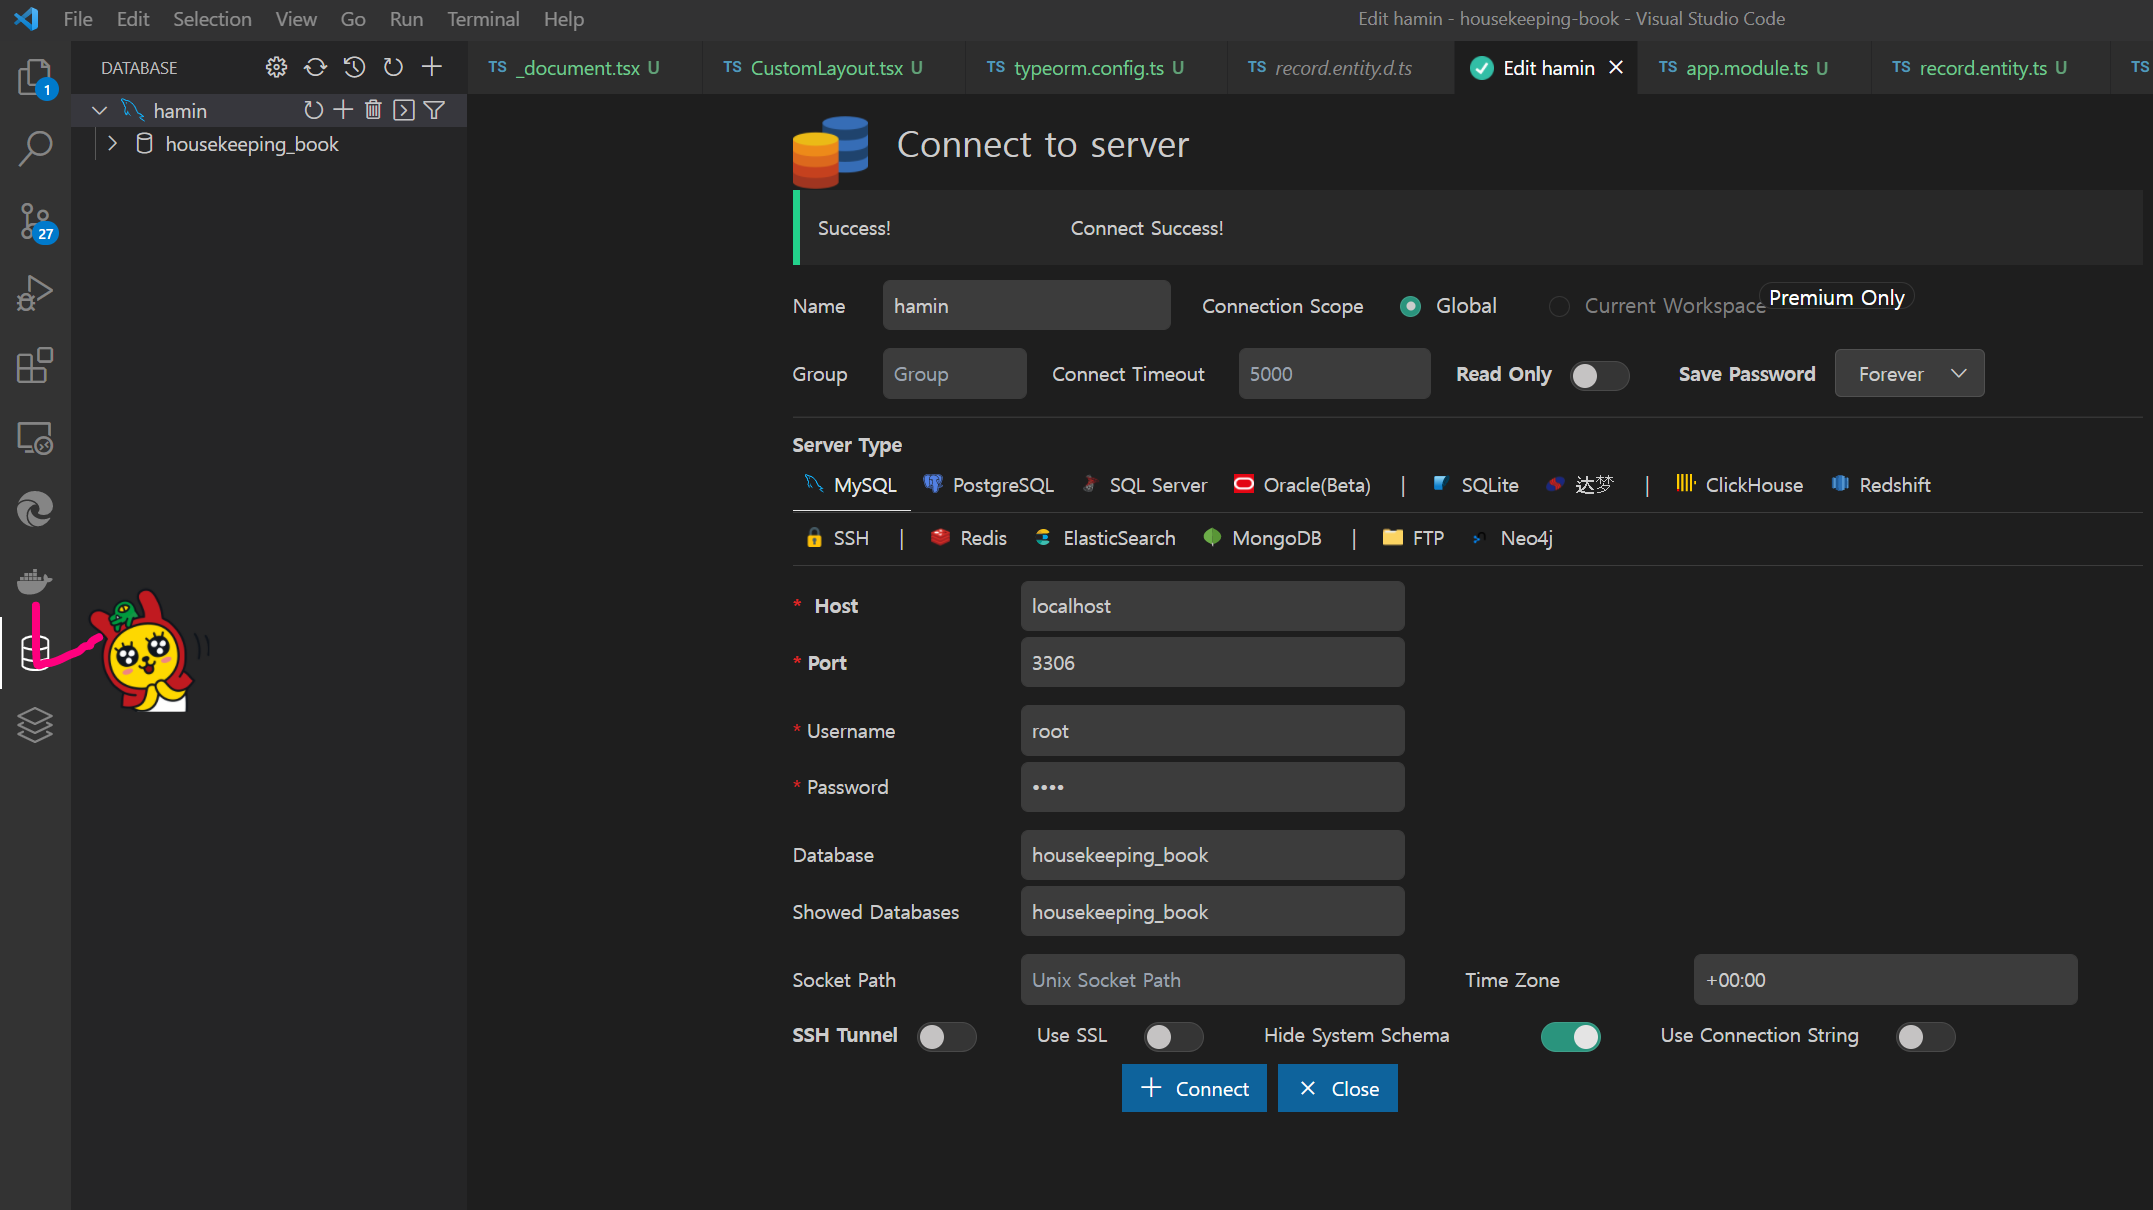 File Edit Selection View Go Run Terminal Help
Edit hamin - housekeeping-book - Visual Studio Code
DATABASE
TS _document.tsx U TS CustomLayout.tsx U TS typeorm.config.ts U TS record.entity.d.ts Edit hamin TS app.module.ts U TS record.entity.ts U TS
1
hamin
housekeeping_book
27
Connect to server
Success! Connect Success!
Name hamin Connection Scope Global Current Workspace Premium Only
Group Group Connect Timeout 5000 Read Only Save Password Forever
Server Type
MySQL PostgreSQL SQL Server Oracle(Beta) | SQLite 达梦 | ClickHouse Redshift
SSH | Redis ElasticSearch MongoDB | FTP Neo4j
* Host localhost
* Port 3306
* Username root
* Password ••••
Database housekeeping_book
Showed Databases housekeeping_book
Socket Path Unix Socket Path Time Zone +00:00
SSH Tunnel Use SSL Hide System Schema Use Connection String
Connect Close